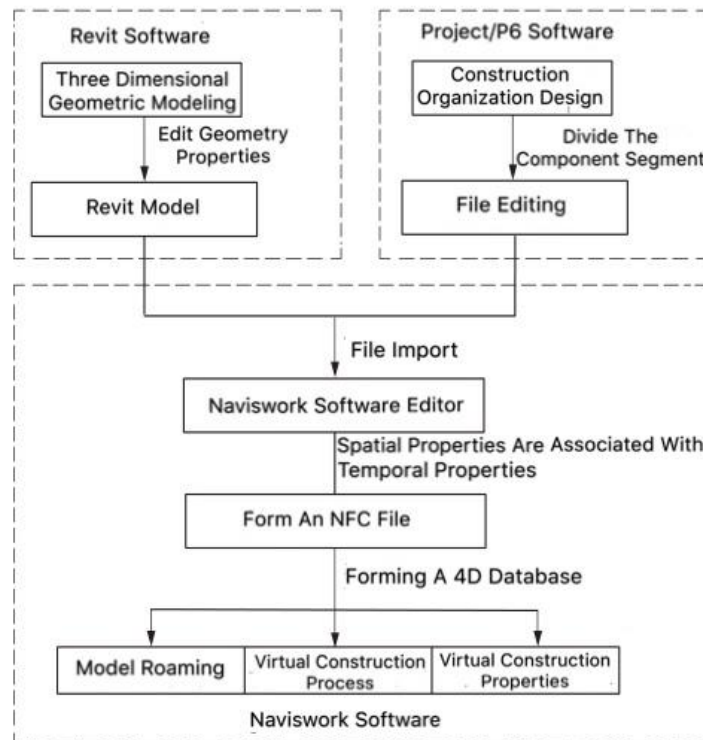 Revit Software
Three Dimensional
Geometric Modeling
Edit Geometry
Properties
Revit Model
Project/P6 Software
Construction
Organization Design
Divide The
Component Segment
File Editing
File Import
Naviswork Software Editor
Spatial Properties Are Associated With
Temporal Properties
Form An NFC File
Forming A 4D Database
Model Roaming
Virtual Construction
Process
Virtual Construction
Properties
Naviswork Software